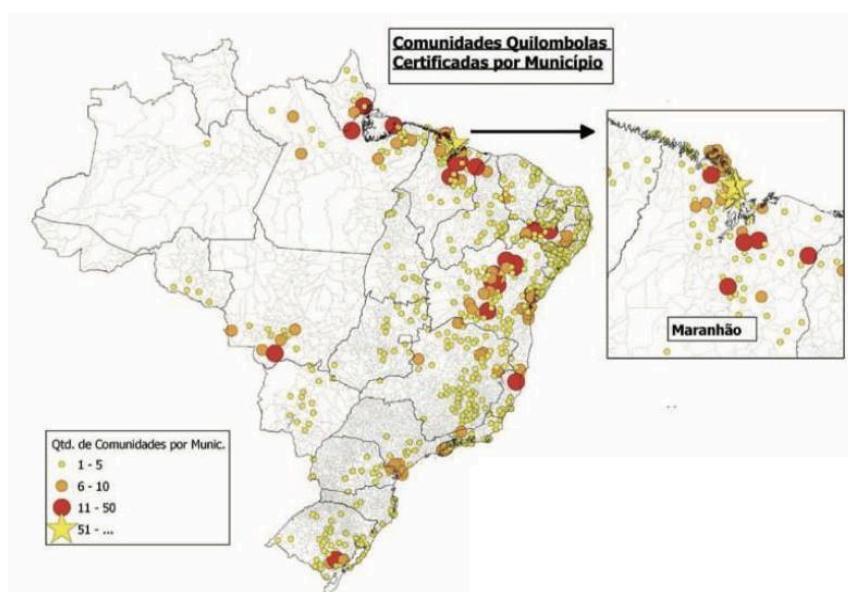 Comunidades Quilombolas
Certificadas por Município
Maranhão
Qtd. de Comunidades por Munic.
1 - 5
6 - 10
11 - 50
51 - ...